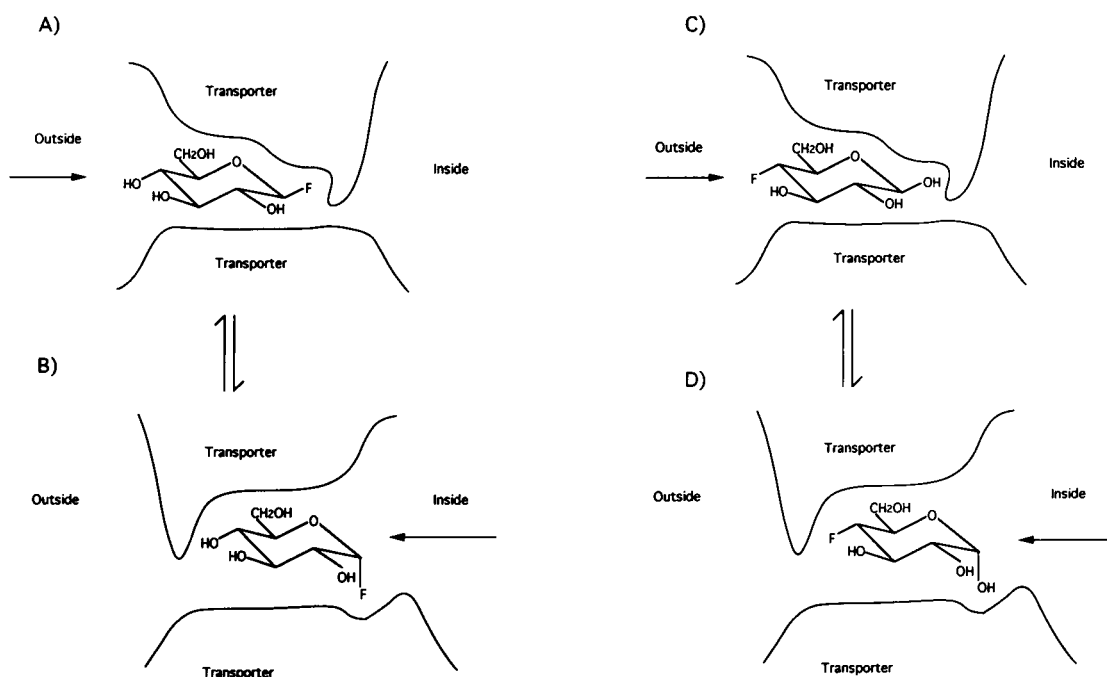 A)
Transporter
Outside
CH2OH
O
HO
HO
OH
F
Inside
Transporter
B)
Transporter
Outside
Inside
CH2OH
O
HO
HO
OH
F
Transporter
C)
Transporter
Outside
CH2OH
O
F
HO
OH
OH
Inside
Transporter
D)
Transporter
Outside
Inside
CH2OH
O
F
HO
OH
OH
Transporter